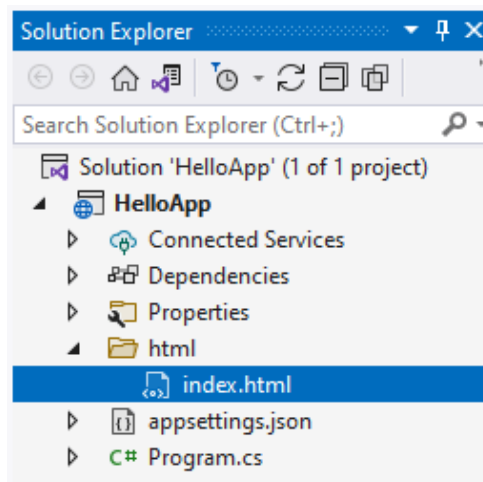 Solution Explorer
Search Solution Explorer (Ctrl+;)
Solution 'HelloApp' (1 of 1 project)
HelloApp
Connected Services
Dependencies
Properties
html
index.html
appsettings.json
C# Program.cs